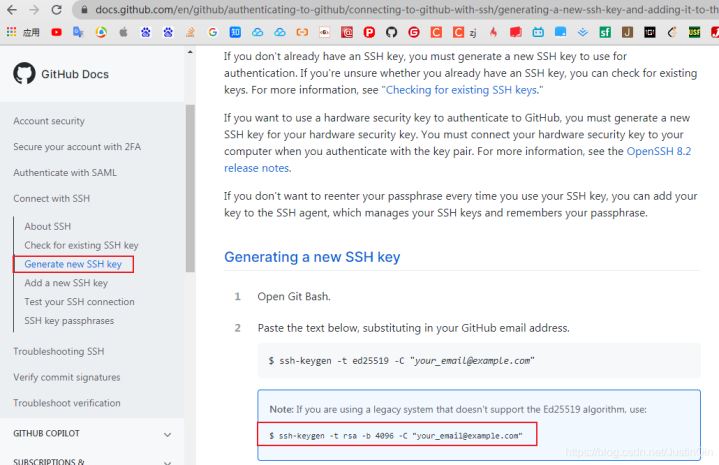 docs.github.com/en/github/authenticating-to-github/connecting-to-github-with-ssh/generating-a-new-ssh-key-and-adding-it-to-th
应用
GitHub Docs
Account security
Secure your account with 2FA
Authenticate with SAML
Connect with SSH
About SSH
Check for existing SSH key
Generate new SSH key
Add a new SSH key
Test your SSH connection
SSH key passphrases
Troubleshooting SSH
Verify commit signatures
Troubleshoot verification
GITHUB COPILOT
SUBSCRIPTIONS &
If you don't already have an SSH key, you must generate a new SSH key to use for
authentication. If you're unsure whether you already have an SSH key, you can check for existing
keys. For more information, see "Checking for existing SSH keys."
If you want to use a hardware security key to authenticate to GitHub, you must generate a new
SSH key for your hardware security key. You must connect your hardware security key to your
computer when you authenticate with the key pair. For more information, see the OpenSSH 8.2
release notes.
If you don't want to reenter your passphrase every time you use your SSH key, you can add your
key to the SSH agent, which manages your SSH keys and remembers your passphrase.
Generating a new SSH key
1 Open Git Bash.
2 Paste the text below, substituting in your GitHub email address.
$ ssh-keygen -t ed25519 -C "your_email@example.com"
Note: If you are using a legacy system that doesn't support the Ed25519 algorithm, use:
$ ssh-keygen -t rsa -b 4096 -C "your_email@example.com"